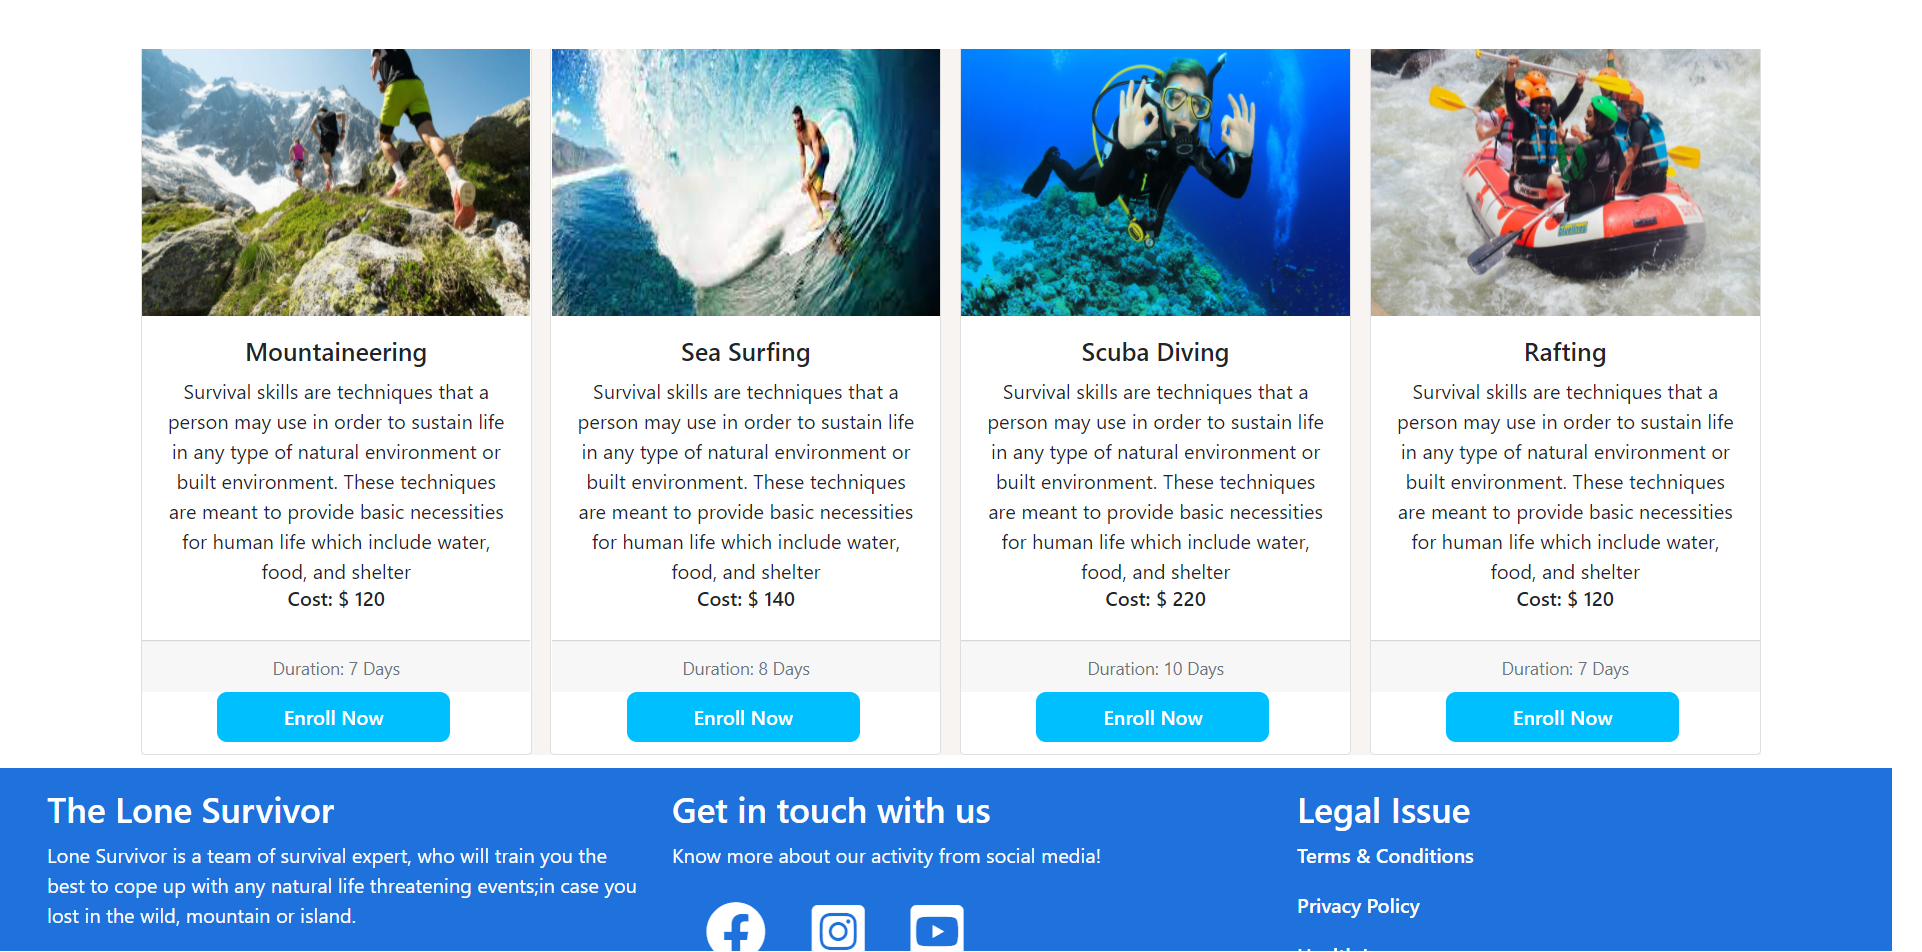 Mountaineering
Survival skills are techniques that a
person may use in order to sustain life
in any type of natural environment or
built environment. These techniques
are meant to provide basic necessities
for human life which include water,
food, and shelter
Cost: $ 120
Duration: 7 Days
Enroll Now
Sea Surfing
Survival skills are techniques that a
person may use in order to sustain life
in any type of natural environment or
built environment. These techniques
are meant to provide basic necessities
for human life which include water,
food, and shelter
Cost: $ 140
Duration: 8 Days
Enroll Now
Scuba Diving
Survival skills are techniques that a
person may use in order to sustain life
in any type of natural environment or
built environment. These techniques
are meant to provide basic necessities
for human life which include water,
food, and shelter
Cost: $ 220
Duration: 10 Days
Enroll Now
Rafting
Survival skills are techniques that a
person may use in order to sustain life
in any type of natural environment or
built environment. These techniques
are meant to provide basic necessities
for human life which include water,
food, and shelter
Cost: $ 120
Duration: 7 Days
Enroll Now
The Lone Survivor
Lone Survivor is a team of survival expert, who will train you the
best to cope up with any natural life threatening events;in case you
lost in the wild, mountain or island.
Get in touch with us
Know more about our activity from social media!
Legal Issue
Terms & Conditions
Privacy Policy